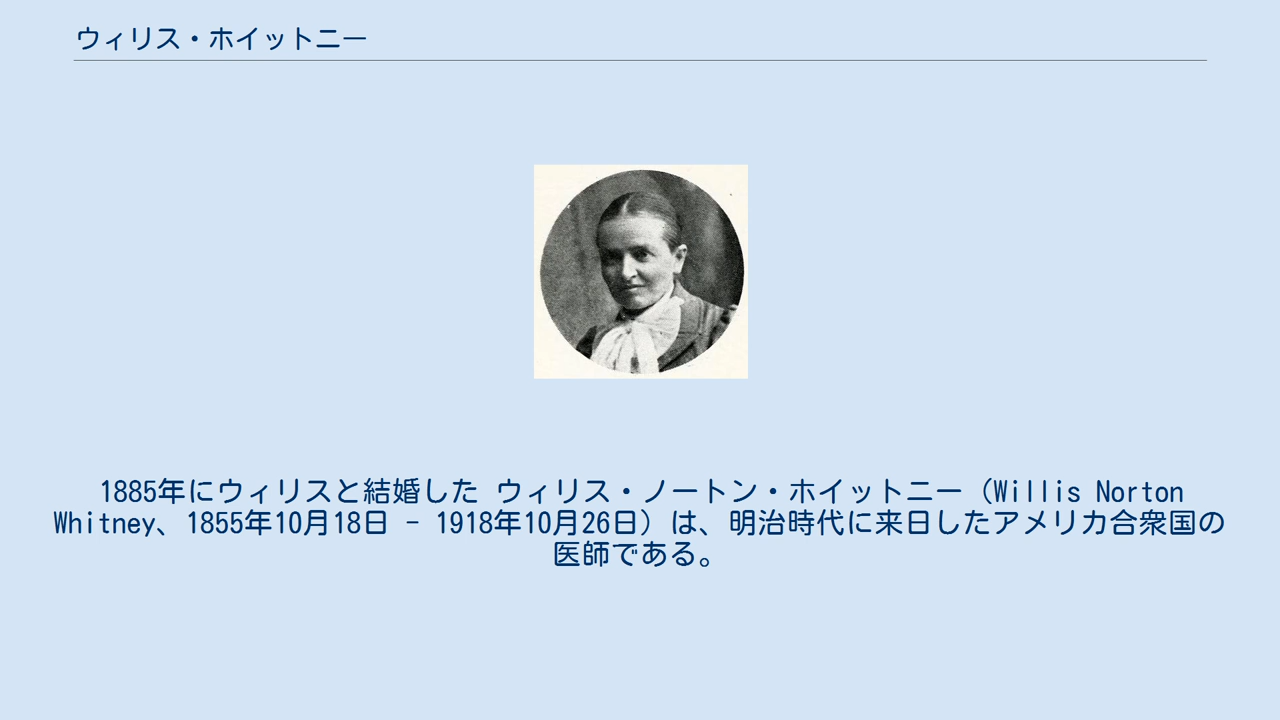 ウィリス・ホイットニー
1885年にウィリスと結婚した ウィリス・ノートン・ホイットニー（Willis Norton
Whitney、1855年10月18日 - 1918年10月26日）は、明治時代に来日したアメリカ合衆国の
医師である。